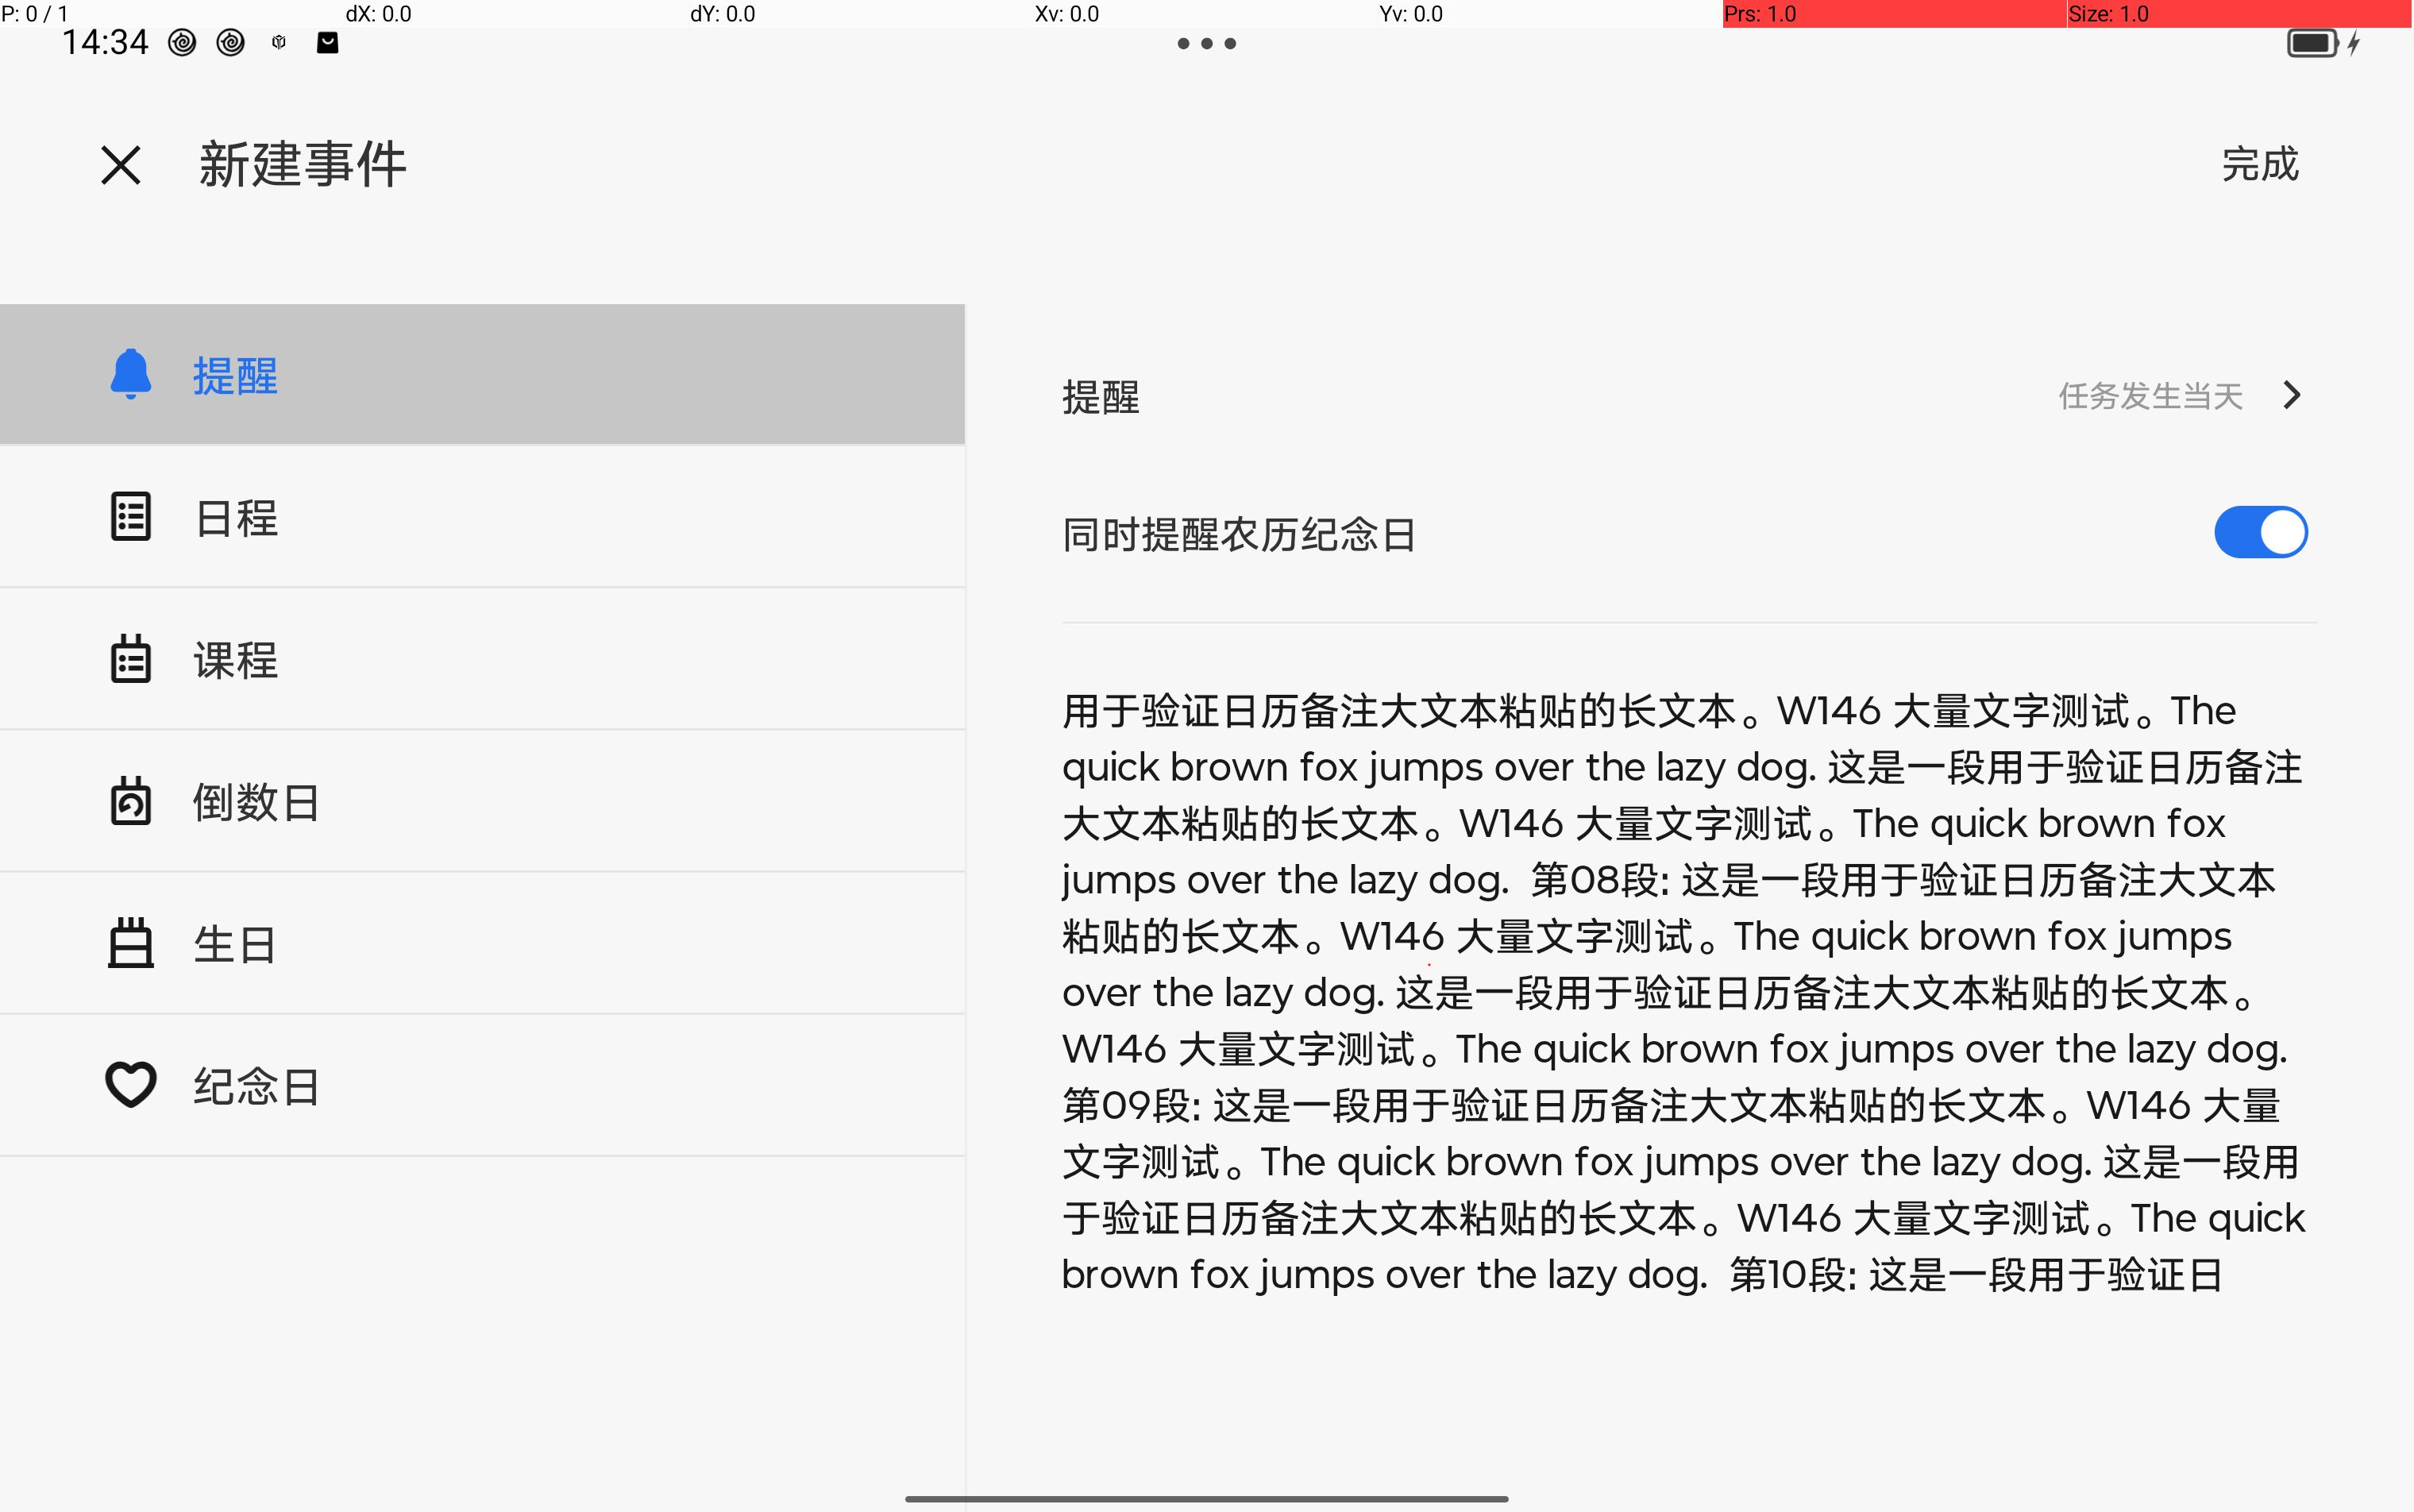 P: 0 / 1 dX: 0.0 dY: 0.0 Xv: 0.0 Yv: 0.0 Prs: 1.0 Size: 1.0
14:34
新建事件
完成
提醒
日程
课程
倒数日
生日
纪念日
提醒 任务发生当天
同时提醒农历纪念日
用于验证日历备注大文本粘贴的长文本。W146 大量文字测试。The
quick brown fox jumps over the lazy dog. 这是一段用于验证日历备注
大文本粘贴的长文本。W146 大量文字测试。The quick brown fox
jumps over the lazy dog.  第08段: 这是一段用于验证日历备注大文本
粘贴的长文本。W146 大量文字测试。The quick brown fox jumps
over the lazy dog. 这是一段用于验证日历备注大文本粘贴的长文本。
W146 大量文字测试。The quick brown fox jumps over the lazy dog.
第09段: 这是一段用于验证日历备注大文本粘贴的长文本。W146 大量
文字测试。The quick brown fox jumps over the lazy dog. 这是一段用
于验证日历备注大文本粘贴的长文本。W146 大量文字测试。The quick
brown fox jumps over the lazy dog.  第10段: 这是一段用于验证日